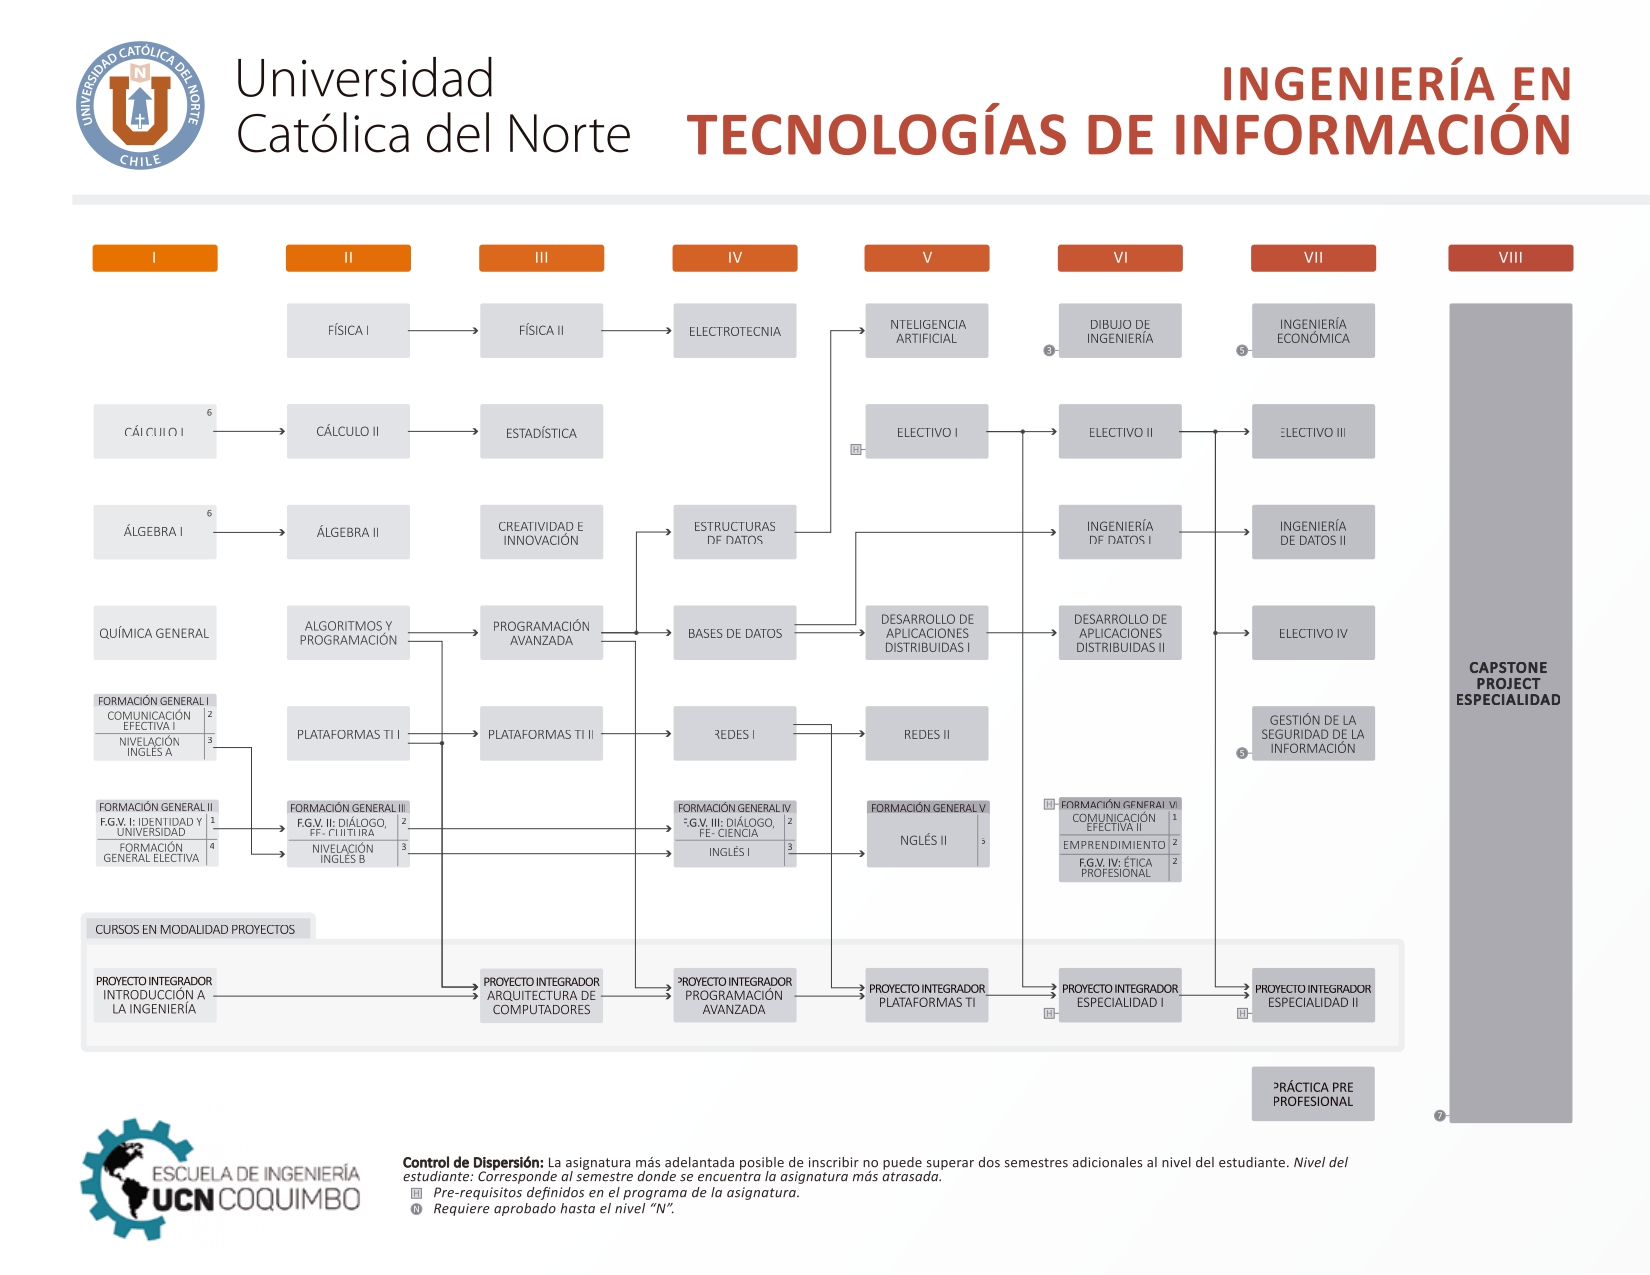 UNIVERSIDAD CATÓLICA DEL NORTE
N
CHILE
Universidad
Católica del Norte
INGENIERÍA EN
TECNOLOGÍAS DE INFORMACIÓN
I
II
III
IV
V
VI
VII
VIII
FÍSICA I
FÍSICA II
ELECTROTECNIA
NTELIGENCIA
ARTIFICIAL
DIBUJO DE
INGENIERÍA
3
INGENIERÍA
ECONÓMICA
5
CÁLCULO I
6
CÁLCULO II
ESTADÍSTICA
ELECTIVO I
H
ELECTIVO II
ELECTIVO III
ÁLGEBRA I
6
ÁLGEBRA II
CREATIVIDAD E
INNOVACIÓN
ESTRUCTURAS
DE DATOS
INGENIERÍA
DE DATOS I
INGENIERÍA
DE DATOS II
QUÍMICA GENERAL
ALGORITMOS Y
PROGRAMACIÓN
PROGRAMACIÓN
AVANZADA
BASES DE DATOS
DESARROLLO DE
APLICACIONES
DISTRIBUIDAS I
DESARROLLO DE
APLICACIONES
DISTRIBUIDAS II
ELECTIVO IV
CAPSTONE
PROJECT
ESPECIALIDAD
7
FORMACIÓN GENERAL I
COMUNICACIÓN
EFECTIVA I
2
NIVELACIÓN
INGLÉS A
3
PLATAFORMAS TI I
PLATAFORMAS TI II
REDES I
REDES II
GESTIÓN DE LA
SEGURIDAD DE LA
INFORMACIÓN
5
FORMACIÓN GENERAL II
F.G.V. I: IDENTIDAD Y
UNIVERSIDAD
1
FORMACIÓN
GENERAL ELECTIVA
4
FORMACIÓN GENERAL III
F.G.V. II: DIÁLOGO,
FE- CULTURA
2
NIVELACIÓN
INGLÉS B
3
FORMACIÓN GENERAL IV
F.G.V. III: DIÁLOGO,
FE- CIENCIA
2
INGLÉS I
3
FORMACIÓN GENERAL V
NGLÉS II
H
FORMACIÓN GENERAL VI
COMUNICACIÓN
EFECTIVA II
1
EMPRENDIMIENTO
2
F.G.V. IV: ÉTICA
PROFESIONAL
2
CURSOS EN MODALIDAD PROYECTOS
PROYECTO INTEGRADOR
INTRODUCCIÓN A
LA INGENIERÍA
PROYECTO INTEGRADOR
ARQUITECTURA DE
COMPUTADORES
PROYECTO INTEGRADOR
PROGRAMACIÓN
AVANZADA
PROYECTO INTEGRADOR
PLATAFORMAS TI
PROYECTO INTEGRADOR
ESPECIALIDAD I
H
PROYECTO INTEGRADOR
ESPECIALIDAD II
H
PRÁCTICA PRE
PROFESIONAL
ESCUELA DE INGENIERÍA
UCN COQUIMBO
Control de Dispersión: La asignatura más adelantada posible de inscribir no puede superar dos semestres adicionales al nivel del estudiante. Nivel del
estudiante: Corresponde al semestre donde se encuentra la asignatura más atrasada.
H Pre-requisitos definidos en el programa de la asignatura.
N Requiere aprobado hasta el nivel “N”.